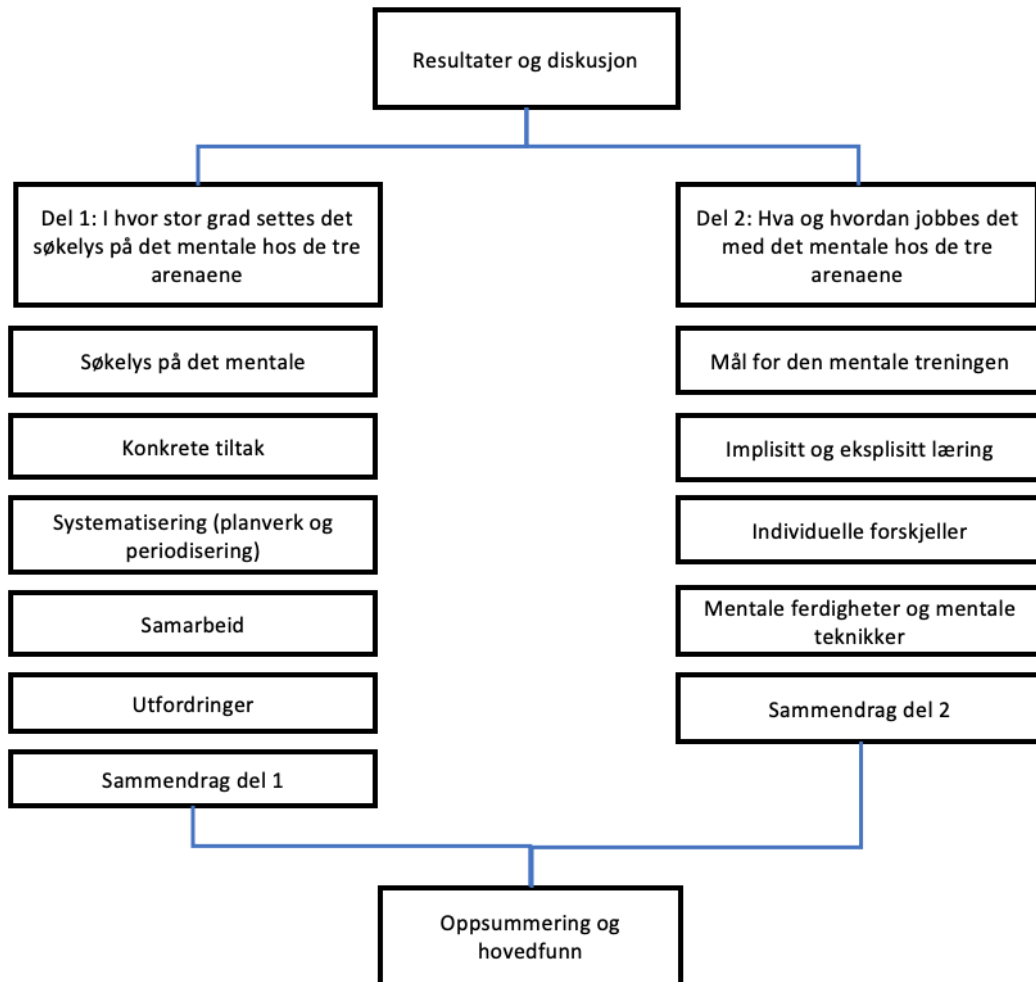 Resultater og diskusjon
Del 1: I hvor stor grad settes det
søkelys på det mentale hos de tre
arenaene
Søkelys på det mentale
Konkrete tiltak
Systematisering (planverk og
periodisering)
Samarbeid
Utfordringer
Sammendrag del 1
Del 2: Hva og hvordan jobbes det
med det mentale hos de tre
arenaene
Mål for den mentale treningen
Implisitt og eksplisitt læring
Individuelle forskjeller
Mentale ferdigheter og mentale
teknikker
Sammendrag del 2
Oppsummering og
hovedfunn